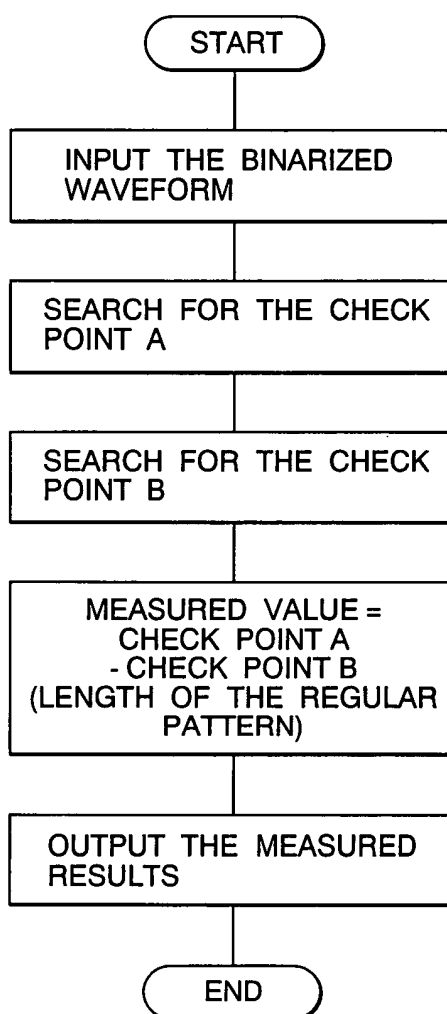 START
INPUT THE BINARIZED
WAVEFORM
SEARCH FOR THE CHECK
POINT A
SEARCH FOR THE CHECK
POINT B
MEASURED VALUE =
CHECK POINT A
- CHECK POINT B
(LENGTH OF THE REGULAR
PATTERN)
OUTPUT THE MEASURED
RESULTS
END